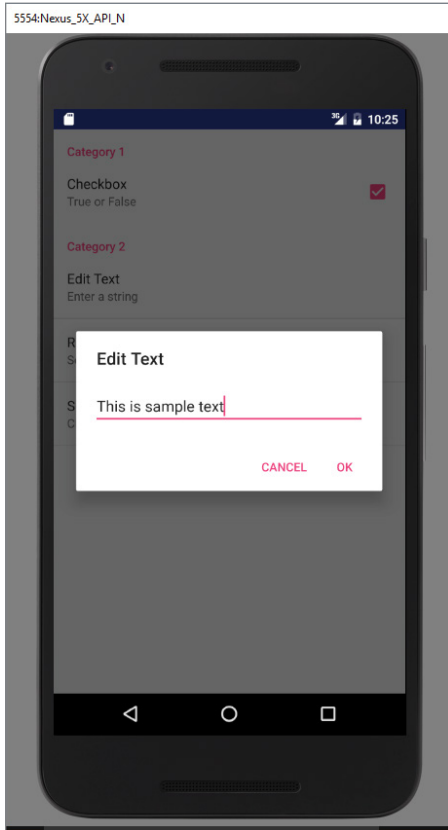 5554:Nexus_5X_API_N
3G 10:25
Category 1
Checkbox
True or False
Category 2
Edit Text
Enter a string
Edit Text
This is sample text
CANCEL OK